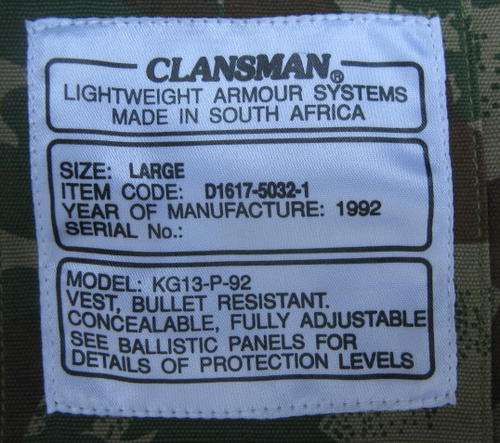 CLANSMAN®
LIGHTWEIGHT ARMOUR SYSTEMS
MADE IN SOUTH AFRICA
SIZE: LARGE
ITEM CODE: D1617-5032-1
YEAR OF MANUFACTURE: 1992
SERIAL No.:
MODEL: KG13-P-92
VEST, BULLET RESISTANT.
CONCEALABLE, FULLY ADJUSTABLE
SEE BALLISTIC PANELS FOR
DETAILS OF PROTECTION LEVELS